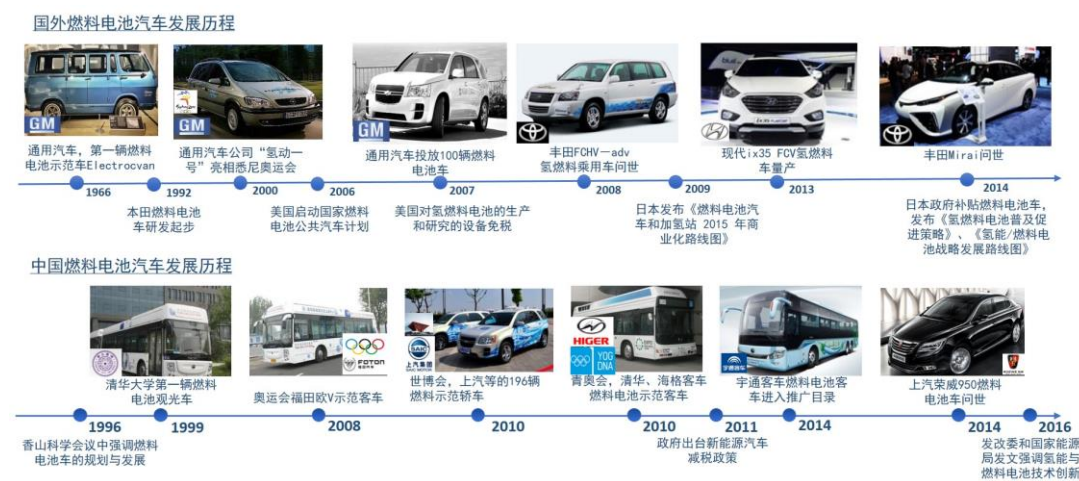 国外燃料电池汽车发展历程
GM
GM
GM
通用汽车，第一辆燃料
电池示范车Electrocvan
通用汽车公司“氢动一
号”亮相悉尼奥运会
通用汽车投放100辆燃料
电池车
丰田FCHV－adv
氢燃料乘用车问世
现代ix35 FCV氢燃料
车量产
丰田Mirai问世
1966
1992
2000
2006
2007
2008
2009
2013
2014
本田燃料电池
车研发起步
美国启动国家燃料
电池公共汽车计划
美国对氢燃料电池的生产
和研究的设备免税
日本发布《燃料电池汽
车和加氢站 2015 年商
业化路线图》
日本政府补贴燃料电池车，
发布《氢燃料电池普及促
进策略》、《氢能/燃料电
池战略发展路线图》
中国燃料电池汽车发展历程
FOTON
SAIC
上汽集团
HIGER
YOG
DNA
宇通客车
清华大学第一辆燃料
电池观光车
奥运会福田欧V示范客车
世博会，上汽等的196辆
燃料示范轿车
青奥会，清华、海格客车
燃料电池示范客车
宇通客车燃料电池客
车进入推广目录
上汽荣威950燃料
电池车问世
1996
1999
2008
2010
2010
2011
2014
2014
2016
香山科学会议中强调燃料
电池车的规划与发展
政府出台新能源汽车
减税政策
发改委和国家能源
局发文强调氢能与
燃料电池技术创新